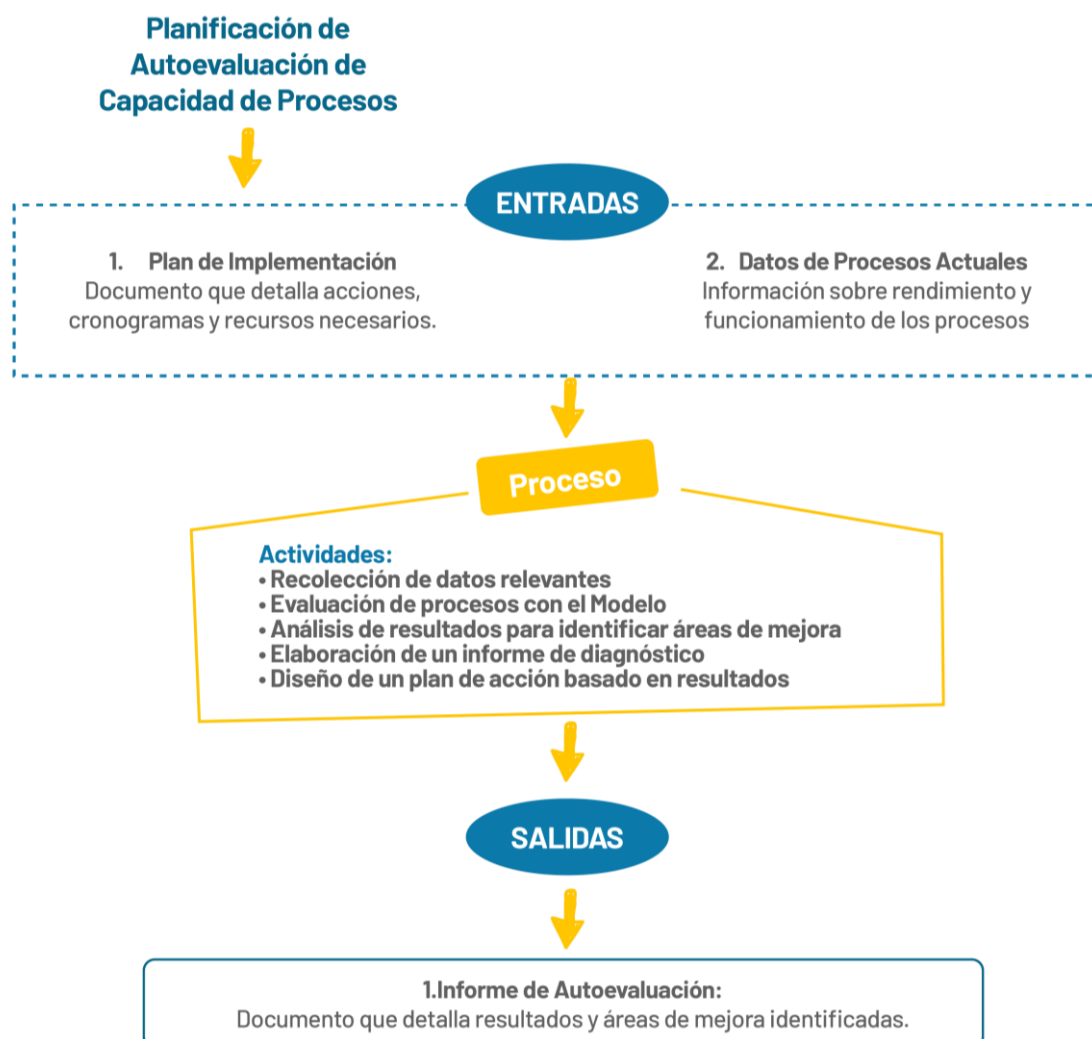 Planificación de
Autoevaluación de
Capacidad de Procesos
ENTRADAS
1. Plan de Implementación
Documento que detalla acciones,
cronogramas y recursos necesarios.
2. Datos de Procesos Actuales
Información sobre rendimiento y
funcionamiento de los procesos
Proceso
Actividades:
• Recolección de datos relevantes
• Evaluación de procesos con el Modelo
• Análisis de resultados para identificar áreas de mejora
• Elaboración de un informe de diagnóstico
• Diseño de un plan de acción basado en resultados
SALIDAS
1.Informe de Autoevaluación:
Documento que detalla resultados y áreas de mejora identificadas.